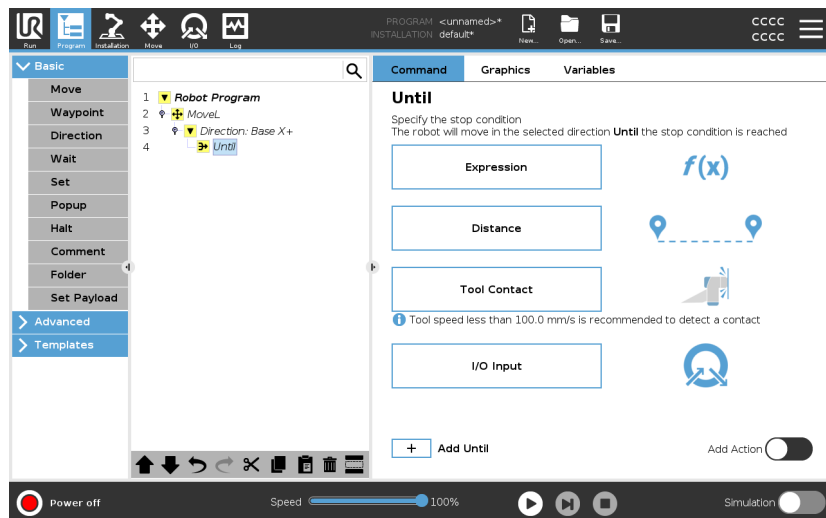 PROGRAM <unnamed>*
INSTALLATION default*
Run
Program
Installation
Move
I/O
Log
New...
Open...
Save...
cccc
cccc
Basic
Move
Waypoint
Direction
Wait
Set
Popup
Halt
Comment
Folder
Set Payload
Advanced
Templates
1 Robot Program
2 MoveL
3 Direction: Base X+
4 Until
Command Graphics Variables
Until
Specify the stop condition
The robot will move in the selected direction Until the stop condition is reached
Expression
f(x)
Distance
Tool Contact
Tool speed less than 100.0 mm/s is recommended to detect a contact
I/O Input
+ Add Until
Add Action
Power off
Speed 100%
Simulation